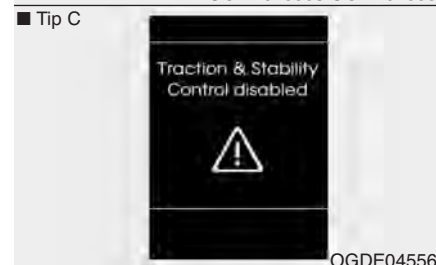 ■ Tip C
Traction & Stability
Control disabled
OGDE04556